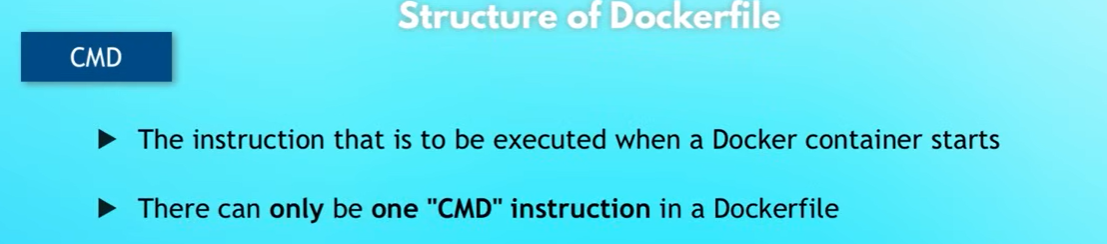 Structure of Dockerfile
CMD
▶ The instruction that is to be executed when a Docker container starts
▶ There can only be one "CMD" instruction in a Dockerfile